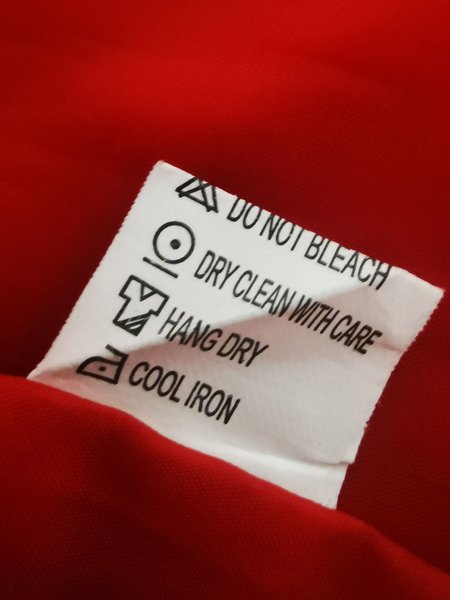 DO NOT BLEACH
DRY CLEAN WITH CARE
HANG DRY
COOL IRON